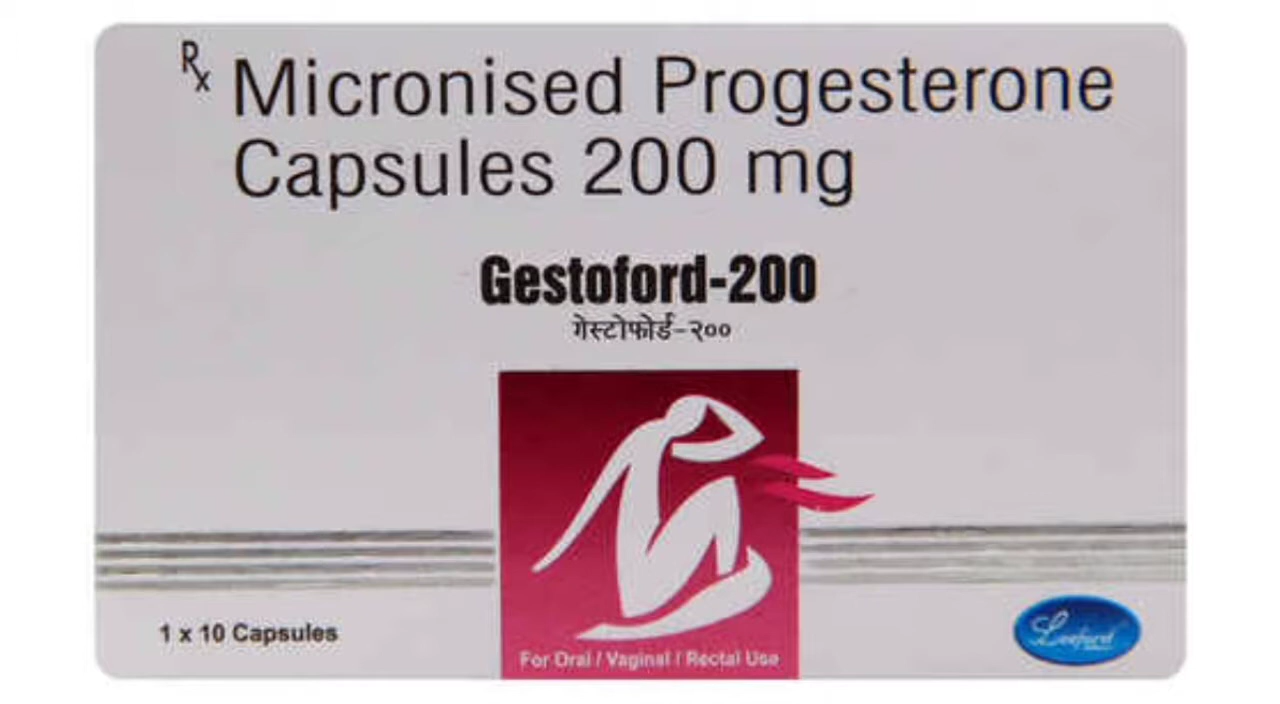 Rx Micronised Progesterone
Capsules 200 mg
Gestoford-200
गेस्टोफोर्ड-२००
For Oral / Vaginal / Rectal Use
1 x 10 Capsules
Leeford